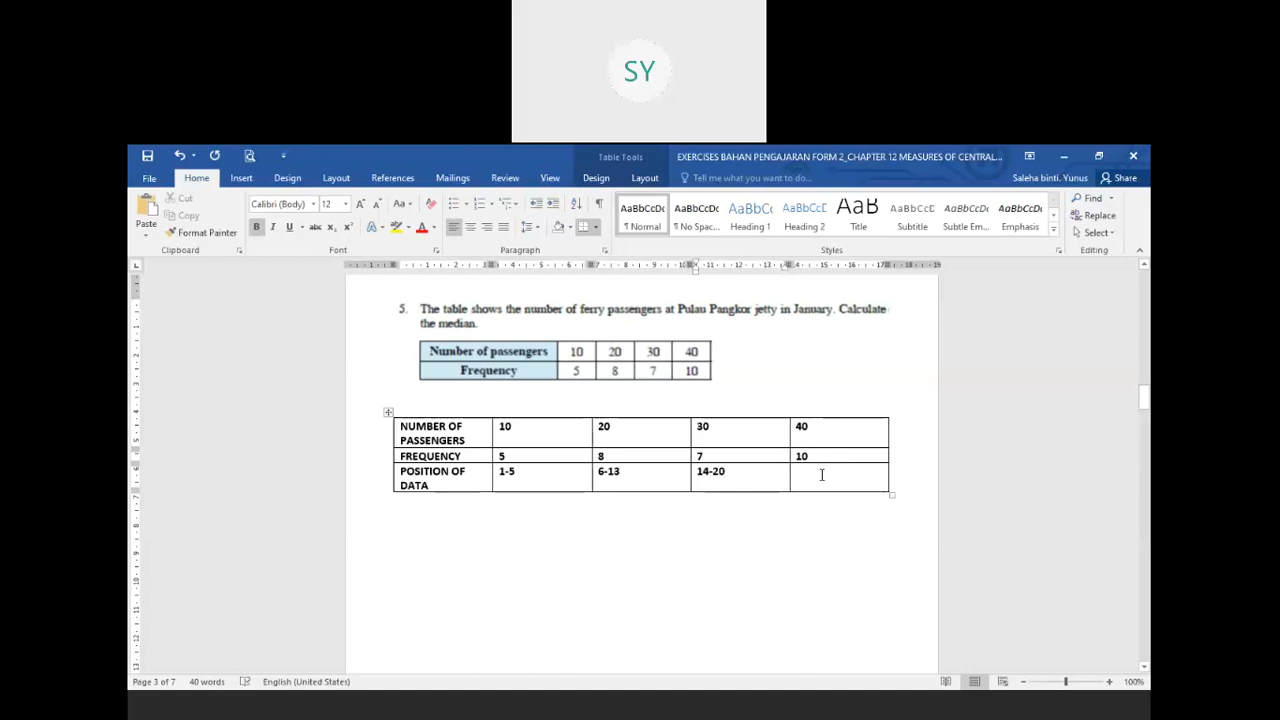 SY
Table Tools
EXERCISES BAHAN PENGAJARAN FORM 2_CHAPTER 12 MEASURES OF CENTRAL...
File Home Insert Design Layout References Mailings Review View Design Layout Tell me what you want to do... Saleha binti. Yunus Share
Paste Cut Copy Format Painter
Calibri (Body) 12
AaBbCcDc AaBbCcDc AaBbCc AaBbCcC AaB AaBbCcD AaBbCcDc AaBbCcDc
¶ Normal ¶ No Spac... Heading 1 Heading 2 Title Subtitle Subtle Em... Emphasis
Find
Replace
Select
Clipboard Font Paragraph Styles Editing
5. The table shows the number of ferry passengers at Pulau Pangkor jetty in January. Calculate
the median.
Number of passengers 10 20 30 40
Frequency 5 8 7 10
NUMBER OF PASSENGERS 10 20 30 40
FREQUENCY 5 8 7 10
POSITION OF DATA 1-5 6-13 14-20
Page 3 of 7 40 words English (United States) 100%